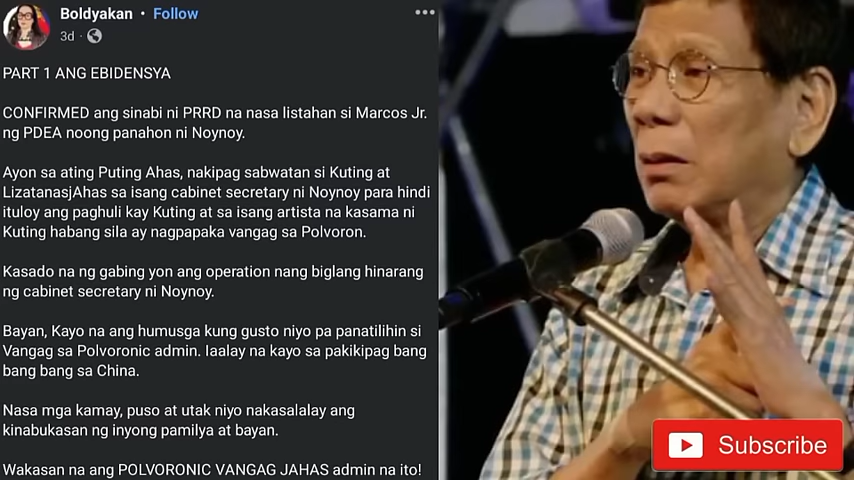 Boldyakan • Follow
3d
PART 1 ANG EBIDENSYA
CONFIRMED ang sinabi ni PRRD na nasa listahan si Marcos Jr.
ng PDEA noong panahon ni Noynoy.
Ayon sa ating Puting Ahas, nakipag sabwatan si Kuting at
LizatanasjAhas sa isang cabinet secretary ni Noynoy para hindi
ituloy ang paghuli kay Kuting at sa isang artista na kasama ni
Kuting habang sila ay nagpapaka vangag sa Polvoron.
Kasado na ng gabing yon ang operation nang biglang hinarang
ng cabinet secretary ni Noynoy.
Bayan, Kayo na ang humusga kung gusto niyo pa panatilihin si
Vangag sa Polvoronic admin. Iaalay na kayo sa pakikipag bang
bang bang sa China.
Nasa mga kamay, puso at utak niyo nakasalalay ang
kinabukasan ng inyong pamilya at bayan.
Wakasan na ang POLVORONIC VANGAG JAHAS admin na ito!
Subscribe